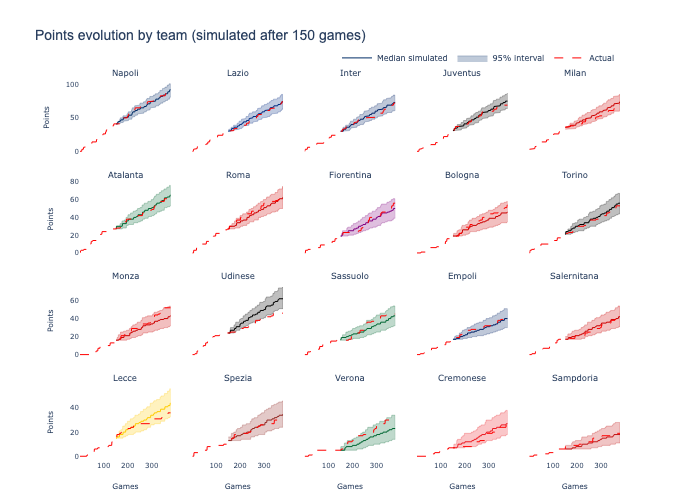 Points evolution by team (simulated after 150 games)
Median simulated 95% interval Actual
Napoli Lazio Inter Juventus Milan
100
50
0
Points
Atalanta Roma Fiorentina Bologna Torino
80
60
40
20
0
Points
Monza Udinese Sassuolo Empoli Salernitana
60
40
20
0
Points
Lecce Spezia Verona Cremonese Sampdoria
40
20
0
Points
100 200 300 100 200 300 100 200 300 100 200 300 100 200 300
Games Games Games Games Games